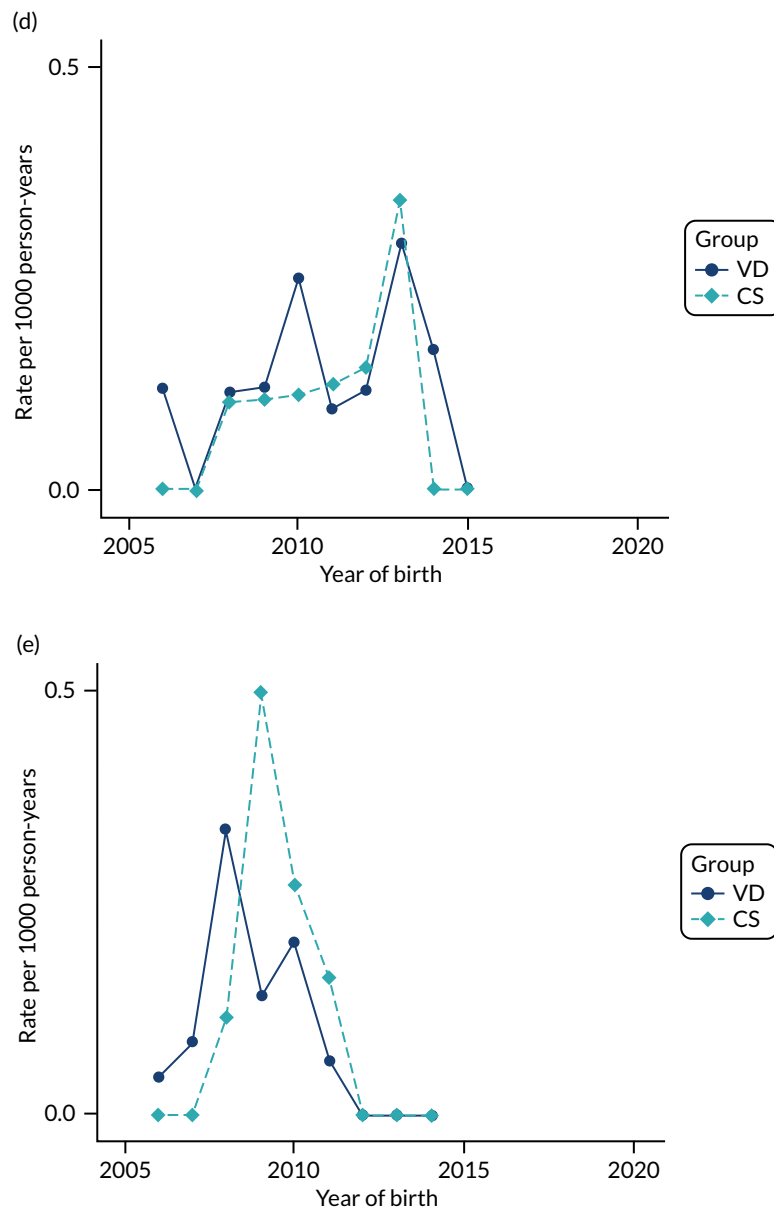 (d)
0.5
Rate per 1000 person-years
0.0
2005 2010 2015 2020
Year of birth
Group
VD
CS
(e)
0.5
Rate per 1000 person-years
0.0
2005 2010 2015 2020
Year of birth
Group
VD
CS